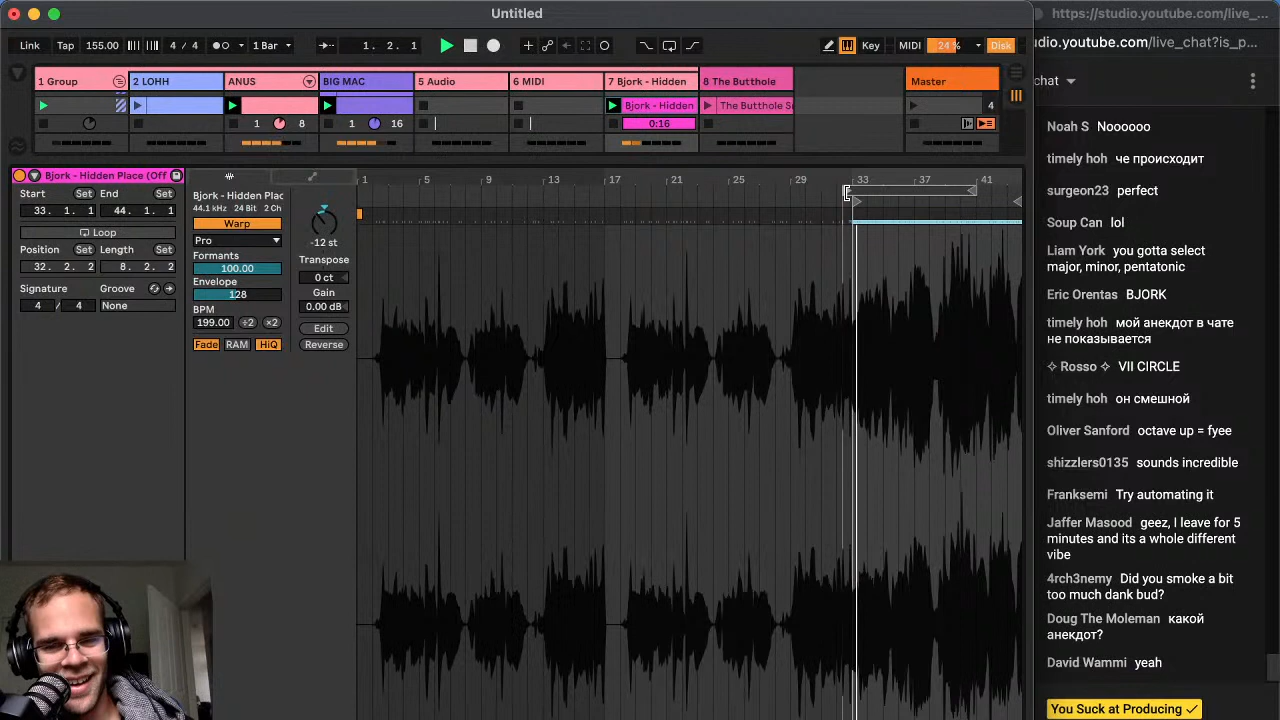 Untitled
Link Tap 155.00 4 / 4 1 Bar 1. 2. 1 Key MIDI 24 % Disk
1 Group 2 LOHH ANUS BIG MAC 5 Audio 6 MIDI 7 Bjork - Hidden 8 The Butthole Master
Bjork - Hidden The Butthole Su 4
1 8 1 16 0:16
Bjork - Hidden Place (Off
Start Set End Set
33. 1. 1 44. 1. 1
Loop
Position Set Length Set
32. 2. 2 8. 2. 2
Signature Groove
4 / 4 None
Bjork - Hidden Plac
44.1 kHz 24 Bit 2 Ch
Warp
Pro
Formants
100.00
Envelope
128
BPM
199.00 ÷2 ×2
Fade RAM HiQ
-12 st
Transpose
0 ct
Gain
0.00 dB
Edit
Reverse
1 5 9 13 17 21 25 29 33 37 41
https://studio.youtube.com/live_...
dio.youtube.com/live_chat?is_p...
chat
Noah S Noooooo
timely hoh че происходит
surgeon23 perfect
Soup Can lol
Liam York you gotta select
major, minor, pentatonic
Eric Orentas BJORK
timely hoh мой анекдот в чате
не показывается
✧ Rosso ✧ VII CIRCLE
timely hoh он смешной
Oliver Sanford octave up = fyee
shizzlers0135 sounds incredible
Franksemi Try automating it
Jaffer Masood geez, I leave for 5
minutes and its a whole different
vibe
4rch3nemy Did you smoke a bit
too much dank bud?
Doug The Moleman какой
анекдот?
David Wammi yeah
You Suck at Producing